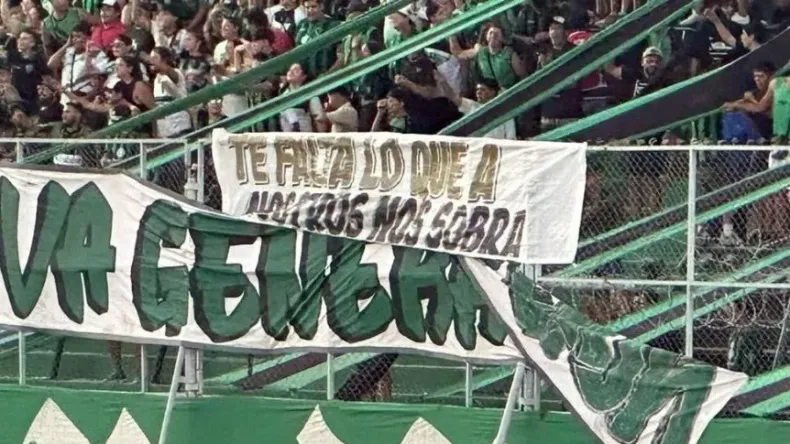 TE FALTA LO QUE A
NOSOTROS NOS SOBRA
VA GENERA